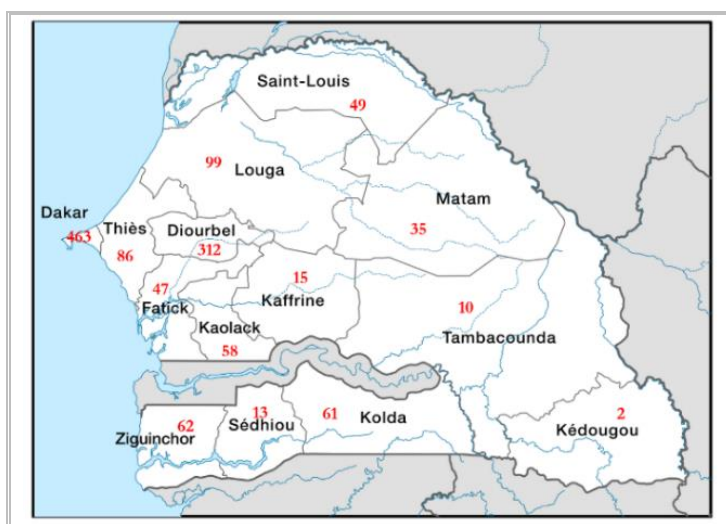 Saint-Louis
49
99
Louga
Matam
Dakar
463
Thiès
Diourbel
312
35
86
47
Fatick
15
Kaffrine
10
Kaolack
Tambacounda
58
62
Ziguinchor
13
Sédhiou
61
Kolda
2
Kédougou